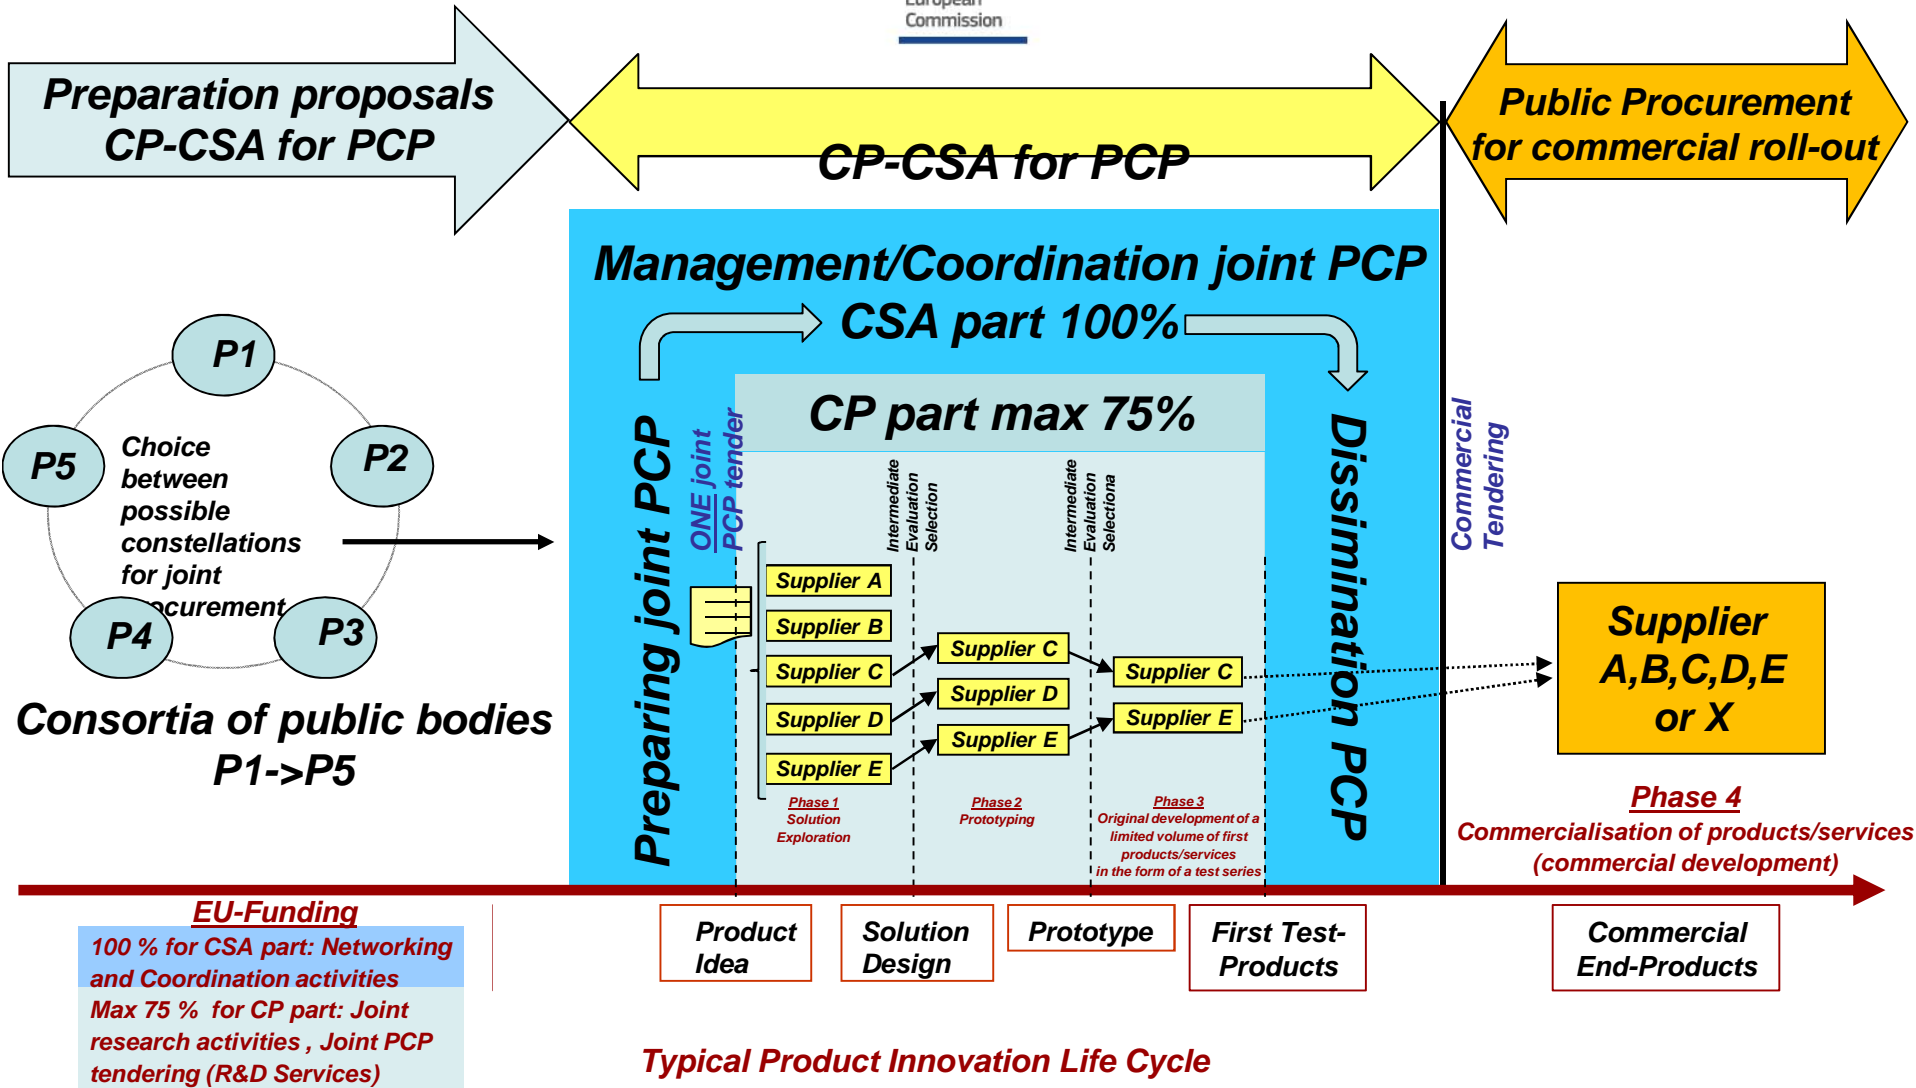 European
Commission
Preparation proposals
CP-CSA for PCP
CP-CSA for PCP
Public Procurement
for commercial roll-out
Management/Coordination joint PCP
CSA part 100%
CP part max 75%
P1
P2
P3
P4
P5
Choice
between
possible
constellations
for joint
procurement
Consortia of public bodies
P1->P5
Preparing joint PCP
ONE joint
PCP tender
Intermediate
Evaluation
Selection
Intermediate
Evaluation
Selectiona
Dissimination PCP
Commercial
Tendering
Supplier A
Supplier B
Supplier C
Supplier D
Supplier E
Supplier C
Supplier D
Supplier E
Supplier C
Supplier E
Supplier
A,B,C,D,E
or X
Phase 1
Solution
Exploration
Phase 2
Prototyping
Phase 3
Original development of a
limited volume of first
products/services
in the form of a test series
Phase 4
Commercialisation of products/services
(commercial development)
EU-Funding
100 % for CSA part: Networking
and Coordination activities
Max 75 % for CP part: Joint
research activities , Joint PCP
tendering (R&D Services)
Product
Idea
Solution
Design
Prototype
First Test-
Products
Commercial
End-Products
Typical Product Innovation Life Cycle